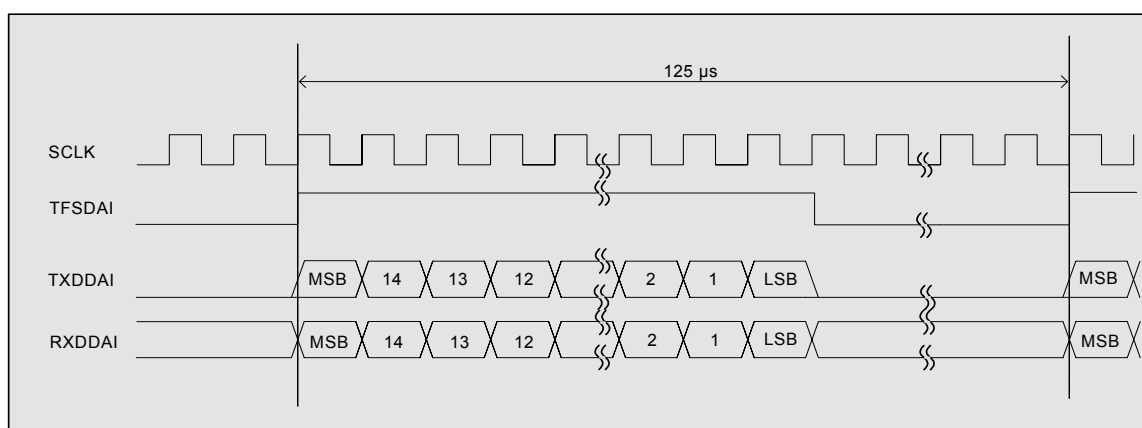 125 µs
SCLK
TFSDAI
TXDDAI MSB 14 13 12 2 1 LSB MSB
RXDDAI MSB 14 13 12 2 1 LSB MSB